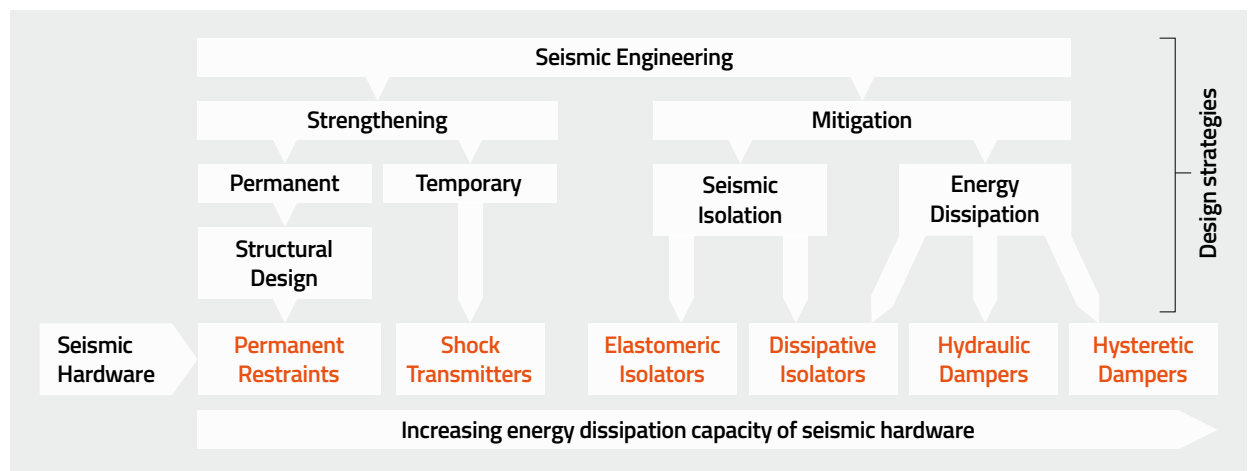 Seismic Engineering
Strengthening
Mitigation
Permanent
Temporary
Seismic
Isolation
Energy
Dissipation
Structural
Design
Design strategies
Seismic
Hardware
Permanent
Restraints
Shock
Transmitters
Elastomeric
Isolators
Dissipative
Isolators
Hydraulic
Dampers
Hysteretic
Dampers
Increasing energy dissipation capacity of seismic hardware